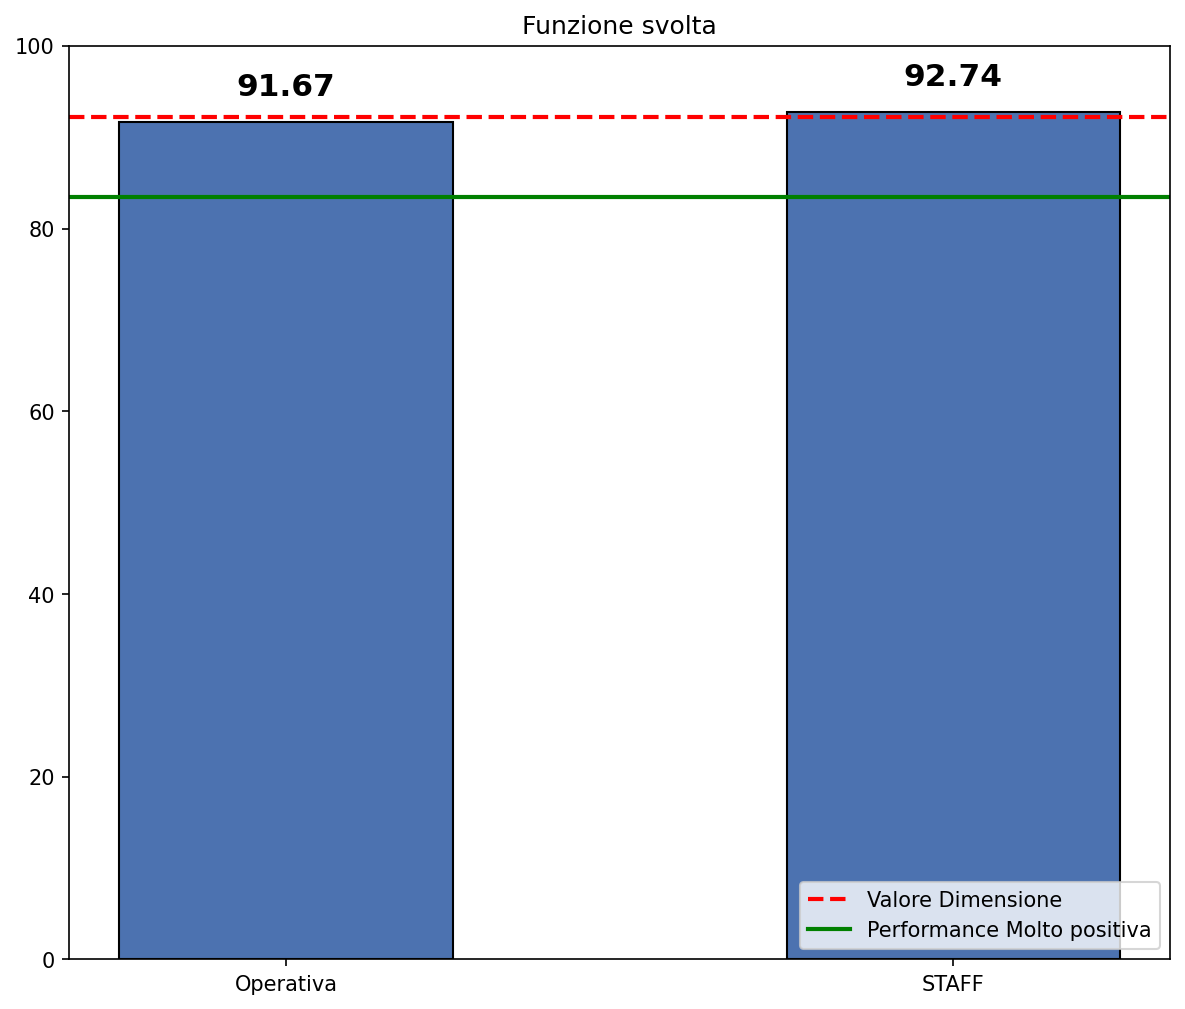 Funzione svolta
100
91.67
92.74
80
60
40
20
0
Valore Dimensione
Performance Molto positiva
Operativa
STAFF